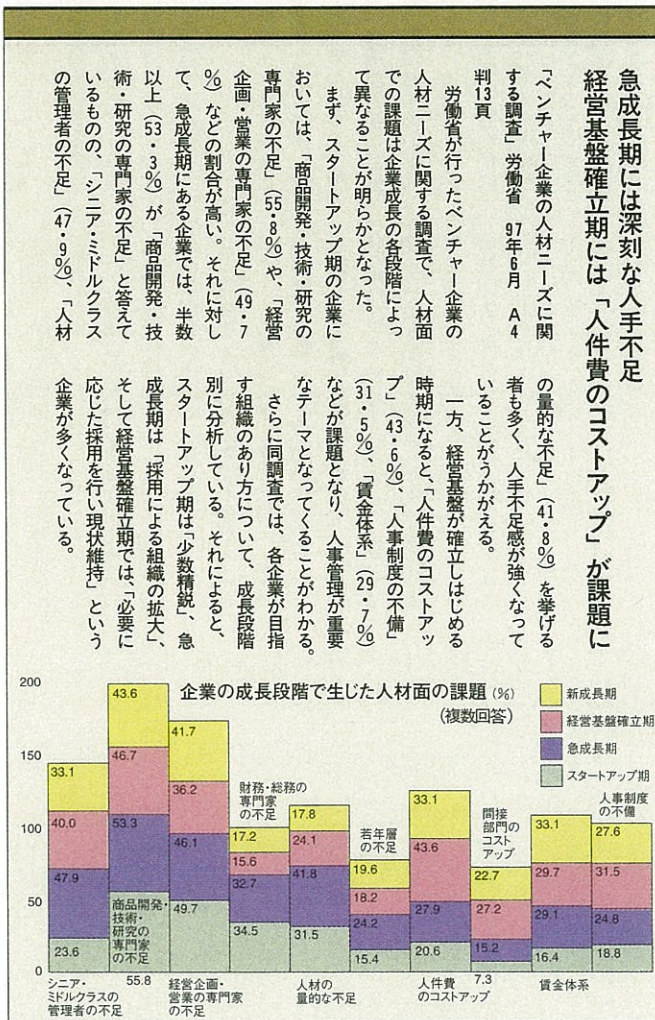 急成長期には深刻な人手不足
経営基盤確立期には「人件費のコストアップ」が課題に
「ベンチャー企業の人材ニーズに関
する調査」労働省 97年6月 A4
判13頁
労働省が行ったベンチャー企業の
人材ニーズに関する調査で、人材面
での課題は企業成長の各段階によっ
て異なることが明らかとなった。
まず、スタートアップ期の企業に
おいては、「商品開発・技術・研究の
専門家の不足」(55・8%)や、「経営
企画・営業の専門家の不足」(49・7
%)などの割合が高い。それに対し
て、急成長期にある企業では、半数
以上(53・3%)が「商品開発・技
術・研究の専門家の不足」と答えて
いるものの、「シニア・ミドルクラス
の管理者の不足」(47・9%)、「人材
の量的な不足」(41・8%)を挙げる
者も多く、人手不足感が強くなって
いることがうかがえる。
一方、経営基盤が確立しはじめる
時期になると、「人件費のコストアッ
プ」(43・6%)、「人事制度の不備」
(31・5%)、「賃金体系」(29・7%)
などが課題となり、人事管理が重要
なテーマとなってくることがわかる。
さらに同調査では、各企業が目指
す組織のあり方について、成長段階
別に分析している。それによると、
スタートアップ期は「少数精鋭」、急
成長期は「採用による組織の拡大」、
そして経営基盤確立期では、「必要に
応じた採用を行い現状維持」という
企業が多くなっている。
企業の成長段階で生じた人材面の課題(%)
(複数回答)
新成長期
経営基盤確立期
急成長期
スタートアップ期
200
150
100
50
0
33.1
40.0
47.9
23.6
シニア・
ミドルクラスの
管理者の不足
43.6
46.7
53.3
商品開発・
技術・
研究の
専門家
の不足
55.8
41.7
36.2
46.1
49.7
経営企画・
営業の専門家
の不足
財務・総務の
専門家
の不足
17.2
15.6
32.7
34.5
17.8
24.1
41.8
31.5
人材の
量的な不足
若年層
の不足
19.6
18.2
24.2
15.4
33.1
43.6
27.9
20.6
人件費
のコストアップ
間接
部門の
コスト
アップ
22.7
27.2
15.2
7.3
33.1
29.7
29.1
16.4
賃金体系
人事制度
の不備
27.6
31.5
24.8
18.8